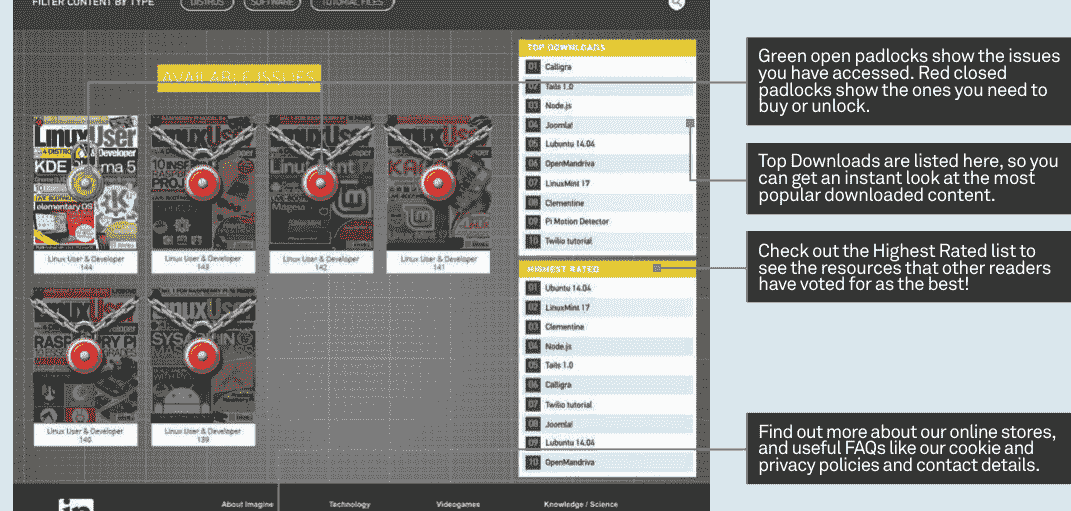 FILTER CONTENT BY TYPE
DISTROS
SOFTWARE
TUTORIAL FILES
AVAILABLE ISSUES
Linux User & Developer
144
Linux User & Developer
143
Linux User & Developer
142
Linux User & Developer
141
Linux User & Developer
140
Linux User & Developer
139
TOP DOWNLOADS
01 Calligra
02 Tails 1.0
03 Node.js
04 Joomla!
05 Lubuntu 14.04
06 OpenMandriva
07 LinuxMint 17
08 Clementine
09 Pi Motion Detector
10 Twilio tutorial
HIGHEST RATED
01 Ubuntu 14.04
02 LinuxMint 17
03 Clementine
04 Node.js
05 Tails 1.0
06 Calligra
07 Twilio tutorial
08 Joomla!
09 Lubuntu 14.04
10 OpenMandriva
Green open padlocks show the issues
you have accessed. Red closed
padlocks show the ones you need to
buy or unlock.
Top Downloads are listed here, so you
can get an instant look at the most
popular downloaded content.
Check out the Highest Rated list to
see the resources that other readers
have voted for as the best!
Find out more about our online stores,
and useful FAQs like our cookie and
privacy policies and contact details.
About Imagine
Technology
Videogames
Knowledge / Science